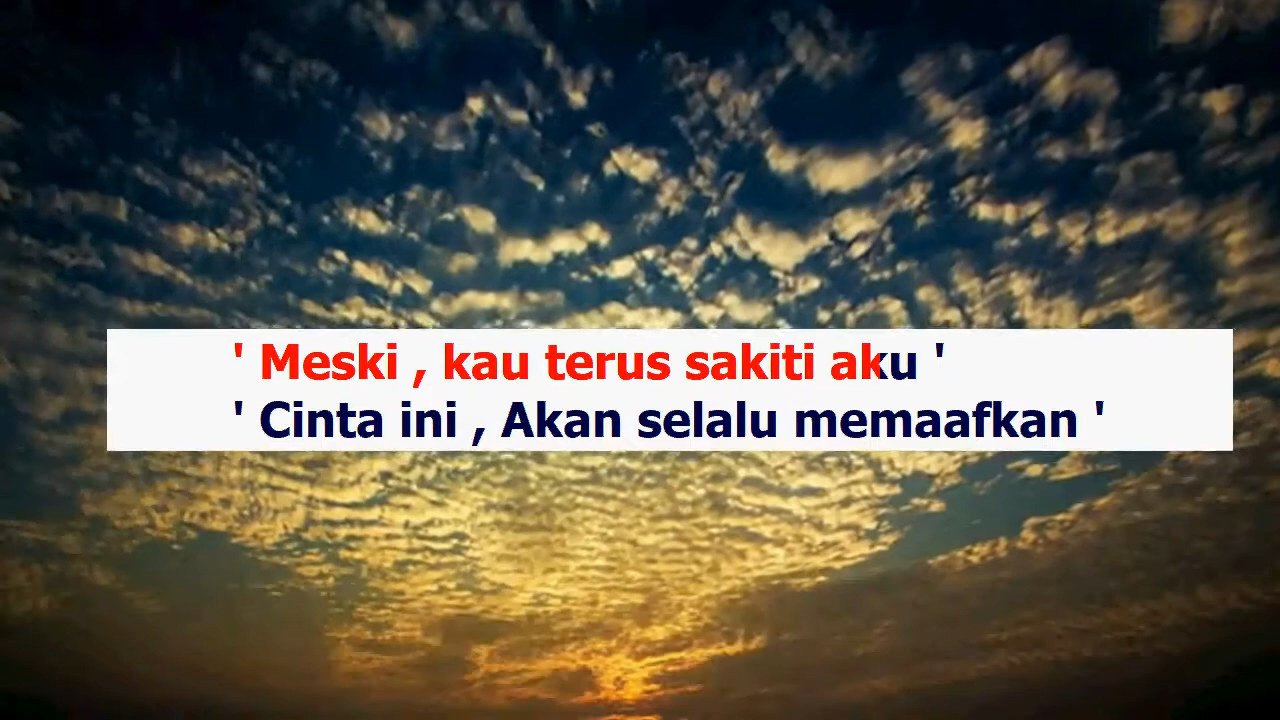 ' Meski , kau terus sakiti aku '
' Cinta ini , Akan selalu memaafkan '